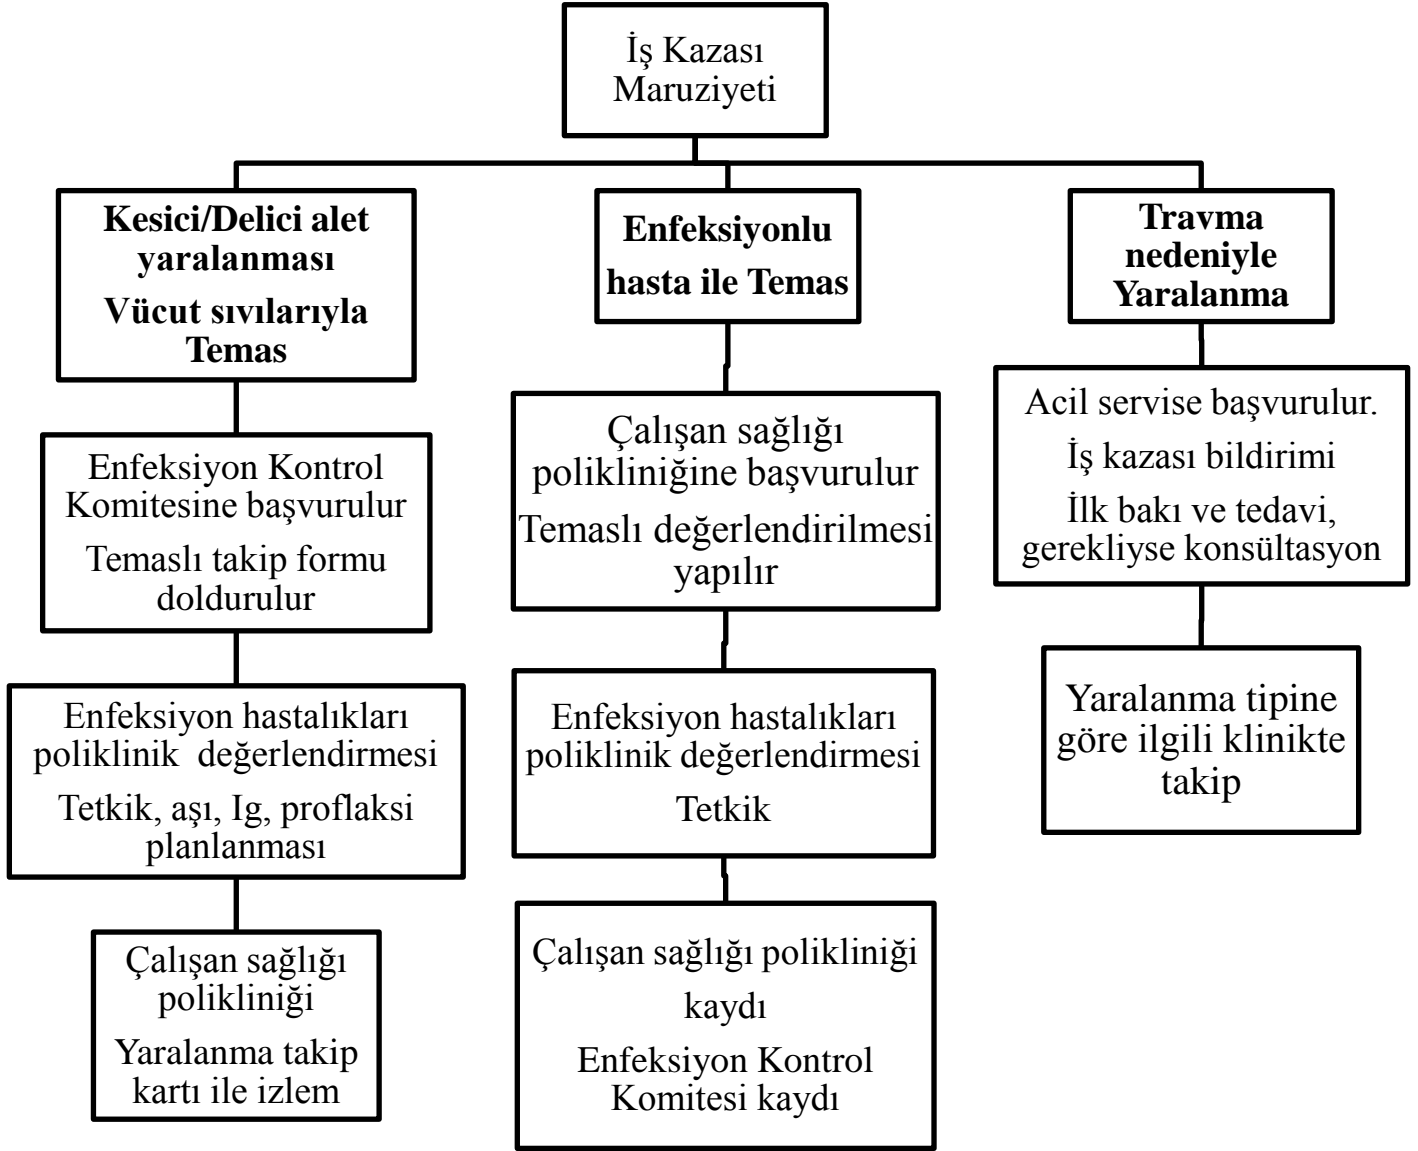 İş Kazası
Maruziyeti
Kesici/Delici alet
yaralanması
Vücut sıvılarıyla
Temas
Enfeksiyon Kontrol
Komitesine başvurulur
Temaslı takip formu
doldurulur
Enfeksiyon hastalıkları
poliklinik değerlendirmesi
Tetkik, aşı, Ig, proflaksi
planlanması
Çalışan sağlığı
polikliniği
Yaralanma takip
kartı ile izlem
Enfeksiyonlu
hasta ile Temas
Çalışan sağlığı
polikliniğine başvurulur
Temaslı değerlendirilmesi
yapılır
Enfeksiyon hastalıkları
poliklinik değerlendirmesi
Tetkik
Çalışan sağlığı polikliniği
kaydı
Enfeksiyon Kontrol
Komitesi kaydı
Travma
nedeniyle
Yaralanma
Acil servise başvurulur.
İş kazası bildirimi
İlk bakı ve tedavi,
gerekliyse konsültasyon
Yaralanma tipine
göre ilgili klinikte
takip